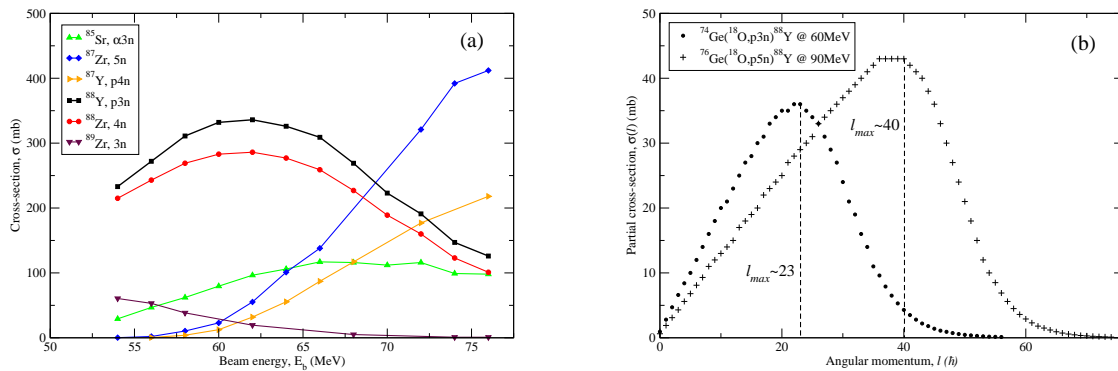 500
400
300
200
100
0
Cross-section, σ (mb)
⁸⁵Sr, α3n
⁸⁷Zr, 5n
⁸⁷Y, p4n
⁸⁸Y, p3n
⁸⁸Zr, 4n
⁸⁹Zr, 3n
(a)
50 55 60 65 70 75
Beam energy, E_b (MeV)
50
40
30
20
10
0
Partial cross-section, σ(l) (mb)
⁷⁴Ge(¹⁸O,p3n)⁸⁸Y @ 60MeV
⁷⁶Ge(¹⁸O,p5n)⁸⁸Y @ 90MeV
(b)
l_max~40
l_max~23
0 20 40 60
Angular momentum, l (ħ)